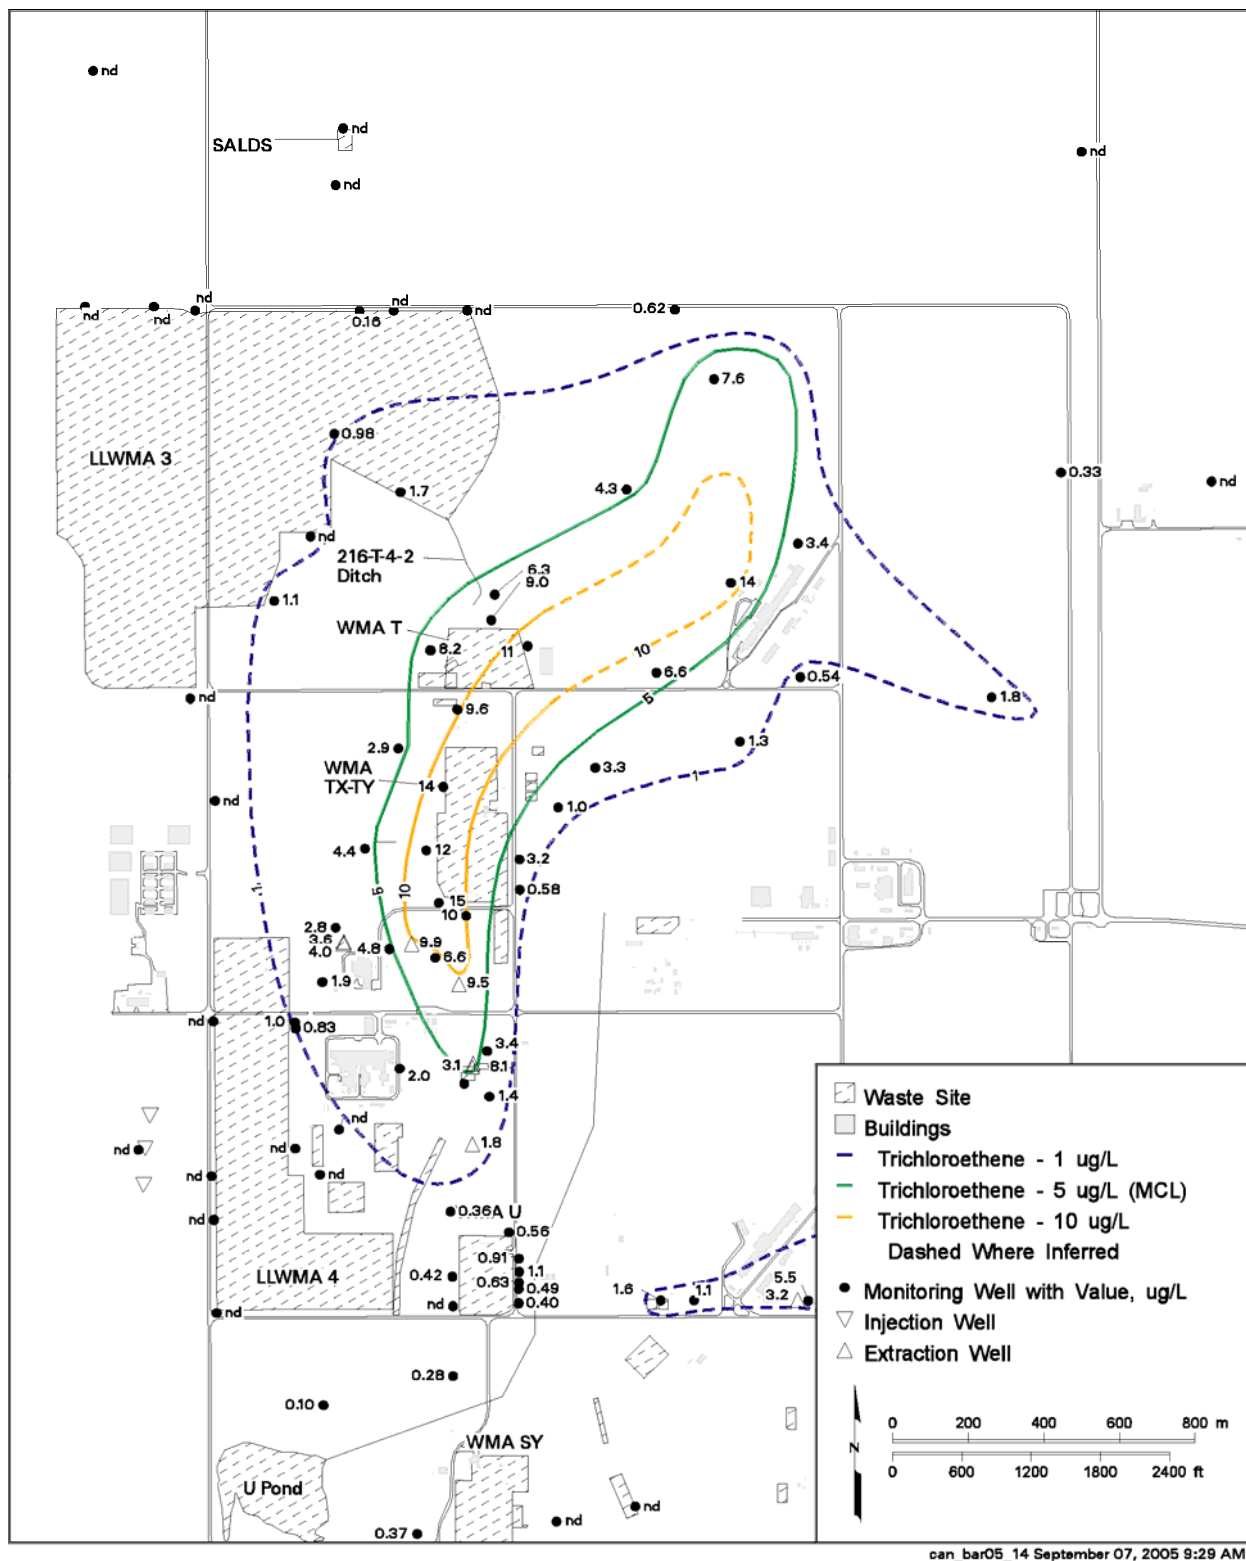 nd
nd
SALDS
nd
nd
nd
nd
nd
nd
nd
0.16
0.62
7.6
0.98
LLWMA 3
1.7
4.3
0.33
nd
nd
3.4
216-T-4-2
Ditch
6.3
9.0
14
1.1
WMA T
11
10
8.2
6.6
0.54
nd
9.6
5
1.8
2.9
1.3
WMA
TX-TY
14
3.3
1
nd
1.0
4.4
12
3.2
1
5
10
0.58
15
10
2.8
3.6
4.0
4.8
9.9
6.6
1.9
9.5
nd
1.0
0.83
3.4
3.1
8.1
2.0
1.4
nd
nd
nd
1.8
nd
nd
nd
0.36
A U
0.56
0.91
1.1
0.63
0.49
0.40
LLWMA 4
0.42
nd
nd
1.6
1.1
5.5
3.2
0.28
0.10
WMA SY
U Pond
nd
nd
0.37
Waste Site
Buildings
Trichloroethene - 1 ug/L
Trichloroethene - 5 ug/L (MCL)
Trichloroethene - 10 ug/L
Dashed Where Inferred
Monitoring Well with Value, ug/L
Injection Well
Extraction Well
N
0 200 400 600 800 m
0 600 1200 1800 2400 ft
can_bar05_14 September 07, 2005 9:29 AM